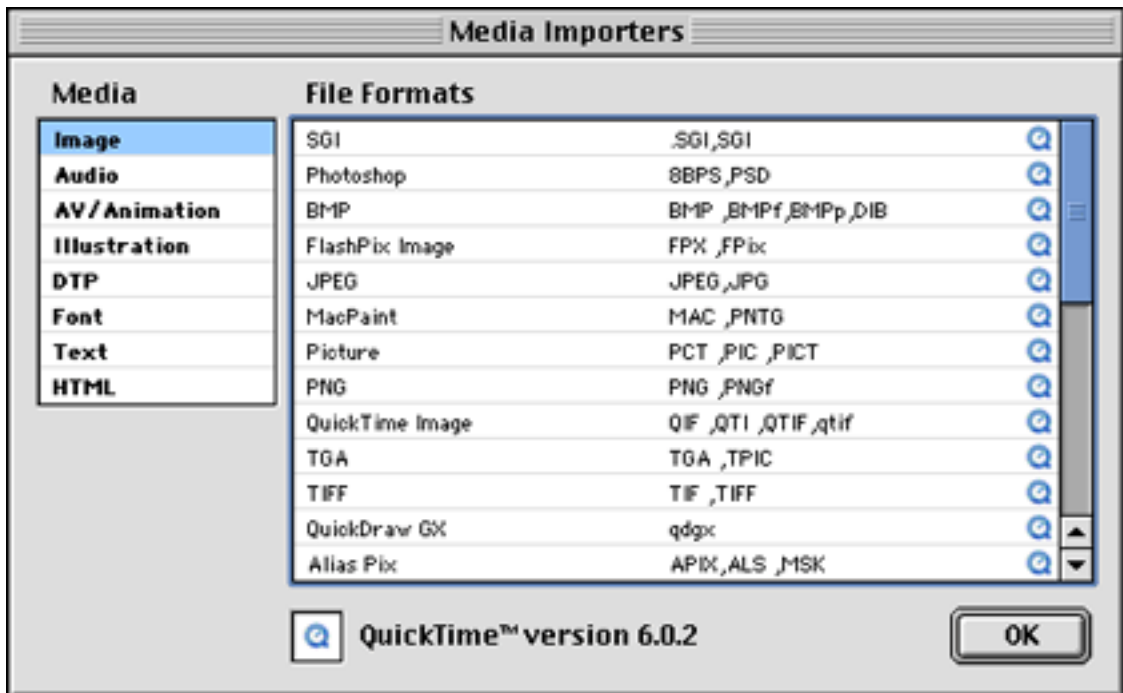 Media Importers
Media
File Formats
Image
Audio
AV/Animation
Illustration
DTP
Font
Text
HTML
SGI .SGI,SGI
Photoshop 8BPS,PSD
BMP BMP ,BMPf,BMPp,DIB
FlashPix Image FPX ,FPix
JPEG JPEG,JPG
MacPaint MAC ,PNTG
Picture PCT ,PIC ,PICT
PNG PNG ,PNGf
QuickTime Image QIF ,QTI ,QTIF,qtif
TGA TGA ,TPIC
TIFF TIF ,TIFF
QuickDraw GX qdgx
Alias Pix APIX,ALS ,MSK
QuickTime™ version 6.0.2
OK